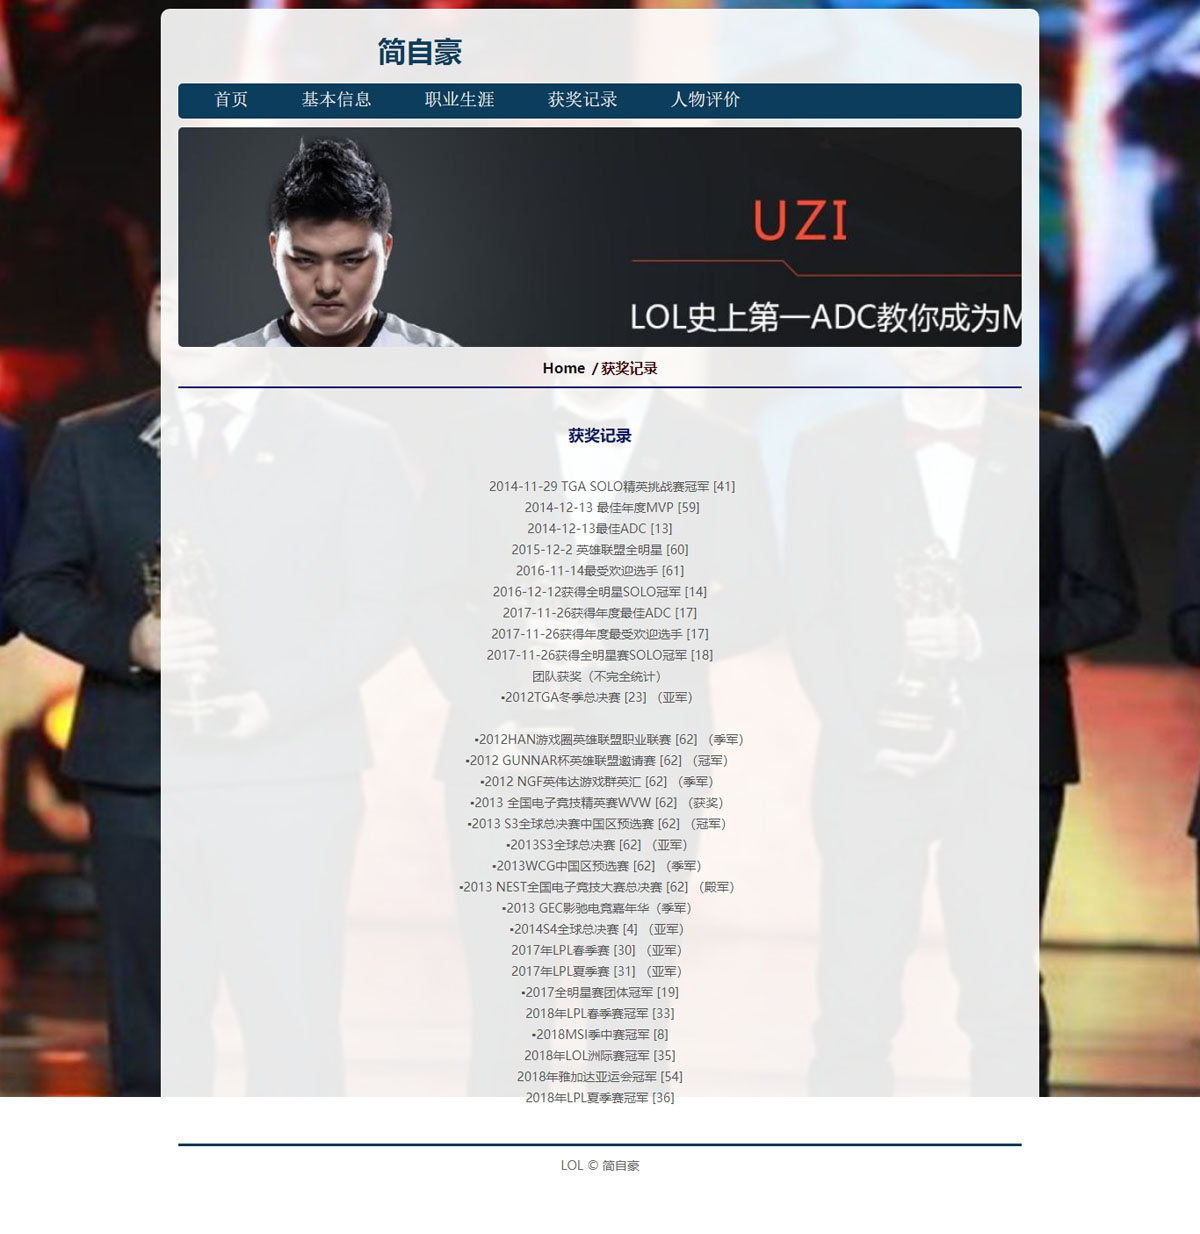 简自豪
首页 基本信息 职业生涯 获奖记录 人物评价
UZI
LOL史上第一ADC教你成为M
Home / 获奖记录
获奖记录
2014-11-29 TGA SOLO精英挑战赛冠军 [41]
2014-12-13 最佳年度MVP [59]
2014-12-13最佳ADC [13]
2015-12-2 英雄联盟全明星 [60]
2016-11-14最受欢迎选手 [61]
2016-12-12获得全明星SOLO冠军 [14]
2017-11-26获得年度最佳ADC [17]
2017-11-26获得年度最受欢迎选手 [17]
2017-11-26获得全明星赛SOLO冠军 [18]
团队获奖（不完全统计）
•2012TGA冬季总决赛 [23] （亚军）
•2012HAN游戏圈英雄联盟职业联赛 [62] （季军）
•2012 GUNNAR杯英雄联盟邀请赛 [62] （冠军）
•2012 NGF英伟达游戏群英汇 [62] （季军）
•2013 全国电子竞技精英赛WVW [62] （获奖）
•2013 S3全球总决赛中国区预选赛 [62] （冠军）
•2013S3全球总决赛 [62] （亚军）
•2013WCG中国区预选赛 [62] （季军）
•2013 NEST全国电子竞技大赛总决赛 [62] （殿军）
•2013 GEC影驰电竞嘉年华（季军）
•2014S4全球总决赛 [4] （亚军）
2017年LPL春季赛 [30] （亚军）
2017年LPL夏季赛 [31] （亚军）
•2017全明星赛团体冠军 [19]
2018年LPL春季赛冠军 [33]
•2018MSI季中赛冠军 [8]
2018年LOL洲际赛冠军 [35]
2018年雅加达亚运会冠军 [54]
2018年LPL夏季赛冠军 [36]
LOL © 简自豪